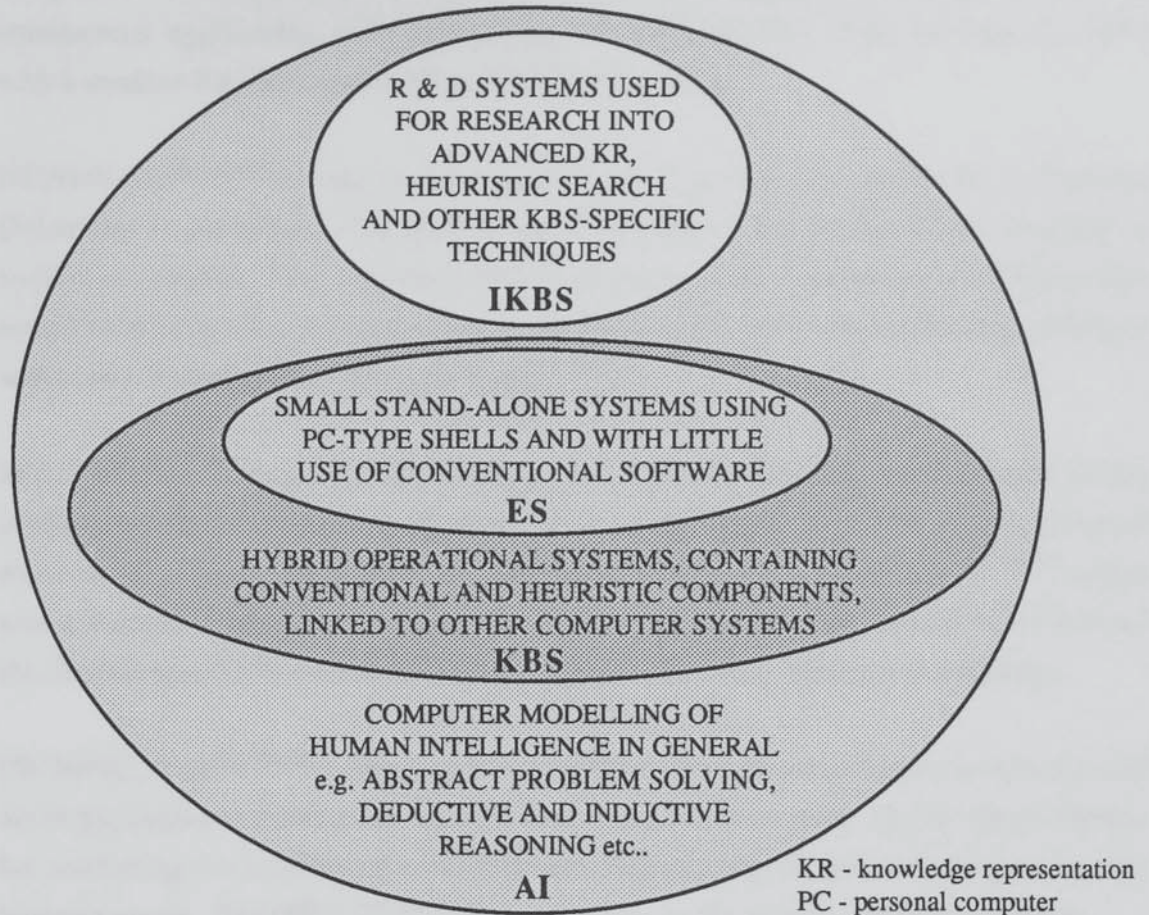 R & D SYSTEMS USED
FOR RESEARCH INTO
ADVANCED KR,
HEURISTIC SEARCH
AND OTHER KBS-SPECIFIC
TECHNIQUES
IKBS
SMALL STAND-ALONE SYSTEMS USING
PC-TYPE SHELLS AND WITH LITTLE
USE OF CONVENTIONAL SOFTWARE
ES
HYBRID OPERATIONAL SYSTEMS, CONTAINING
CONVENTIONAL AND HEURISTIC COMPONENTS,
LINKED TO OTHER COMPUTER SYSTEMS
KBS
COMPUTER MODELLING OF
HUMAN INTELLIGENCE IN GENERAL
e.g. ABSTRACT PROBLEM SOLVING,
DEDUCTIVE AND INDUCTIVE
REASONING etc..
AI
KR - knowledge representation
PC - personal computer